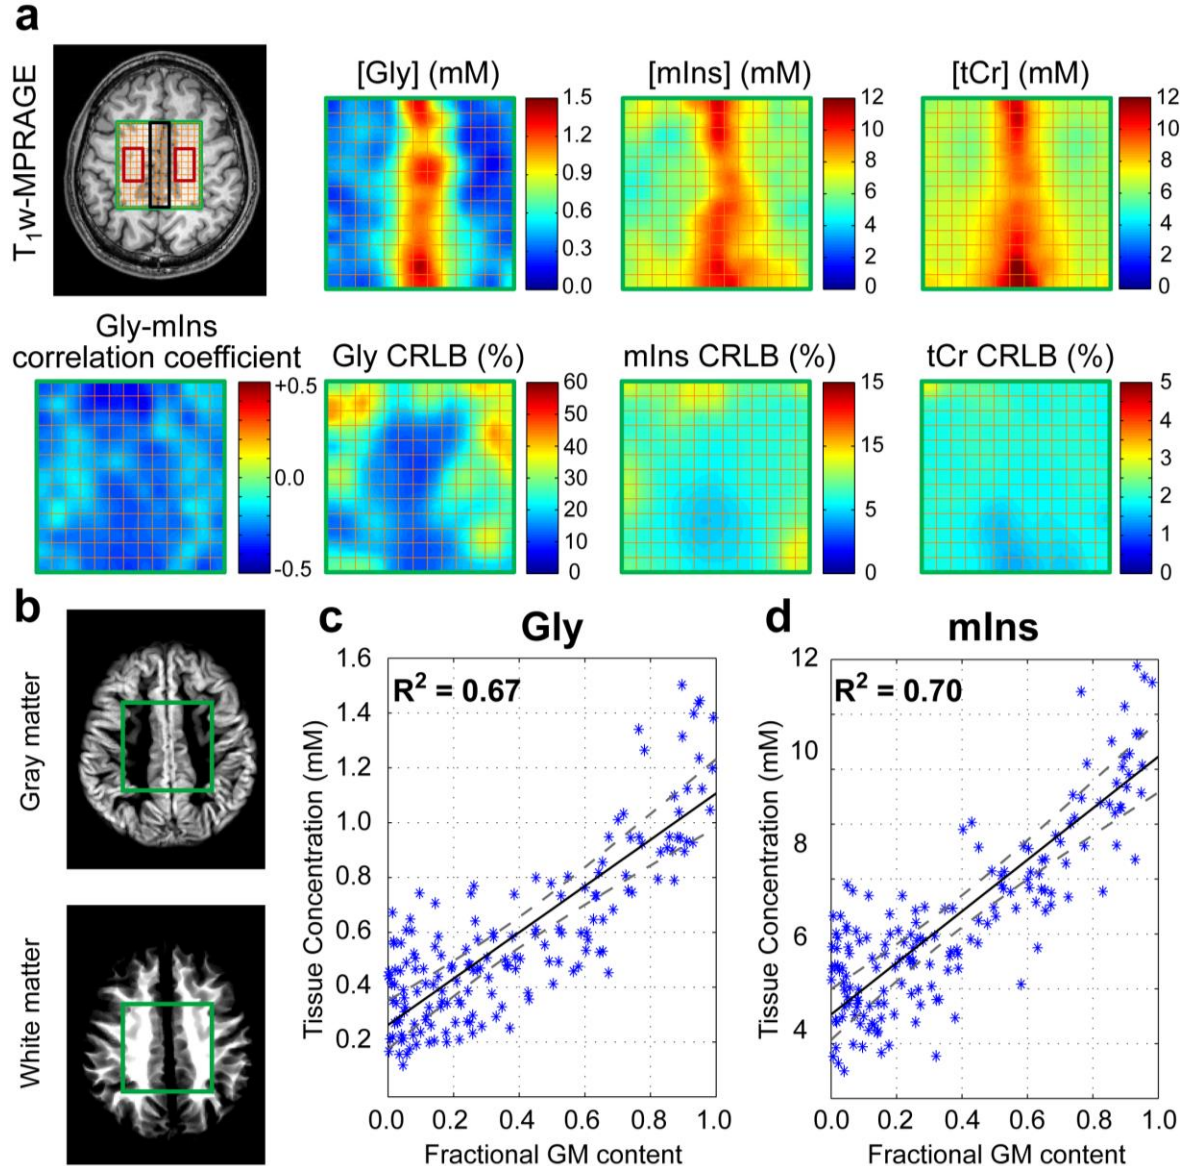 a
T1w-MPRAGE
[Gly] (mM)
1.5
1.2
0.9
0.6
0.3
0.0
[mIns] (mM)
12
10
8
6
4
2
0
[tCr] (mM)
12
10
8
6
4
2
0
Gly-mIns
correlation coefficient
+0.5
0.0
-0.5
Gly CRLB (%)
60
50
40
30
20
10
0
mIns CRLB (%)
15
15
5
0
tCr CRLB (%)
5
4
3
2
1
0
b
Gray matter
White matter
c
Gly
R2 = 0.67
Tissue Concentration (mM)
1.6
1.4
1.2
1.0
0.8
0.6
0.4
0.2
0.0 0.2 0.4 0.6 0.8 1.0
Fractional GM content
d
mIns
R2 = 0.70
Tissue Concentration (mM)
12
10
8
6
4
0.0 0.2 0.4 0.6 0.8 1.0
Fractional GM content